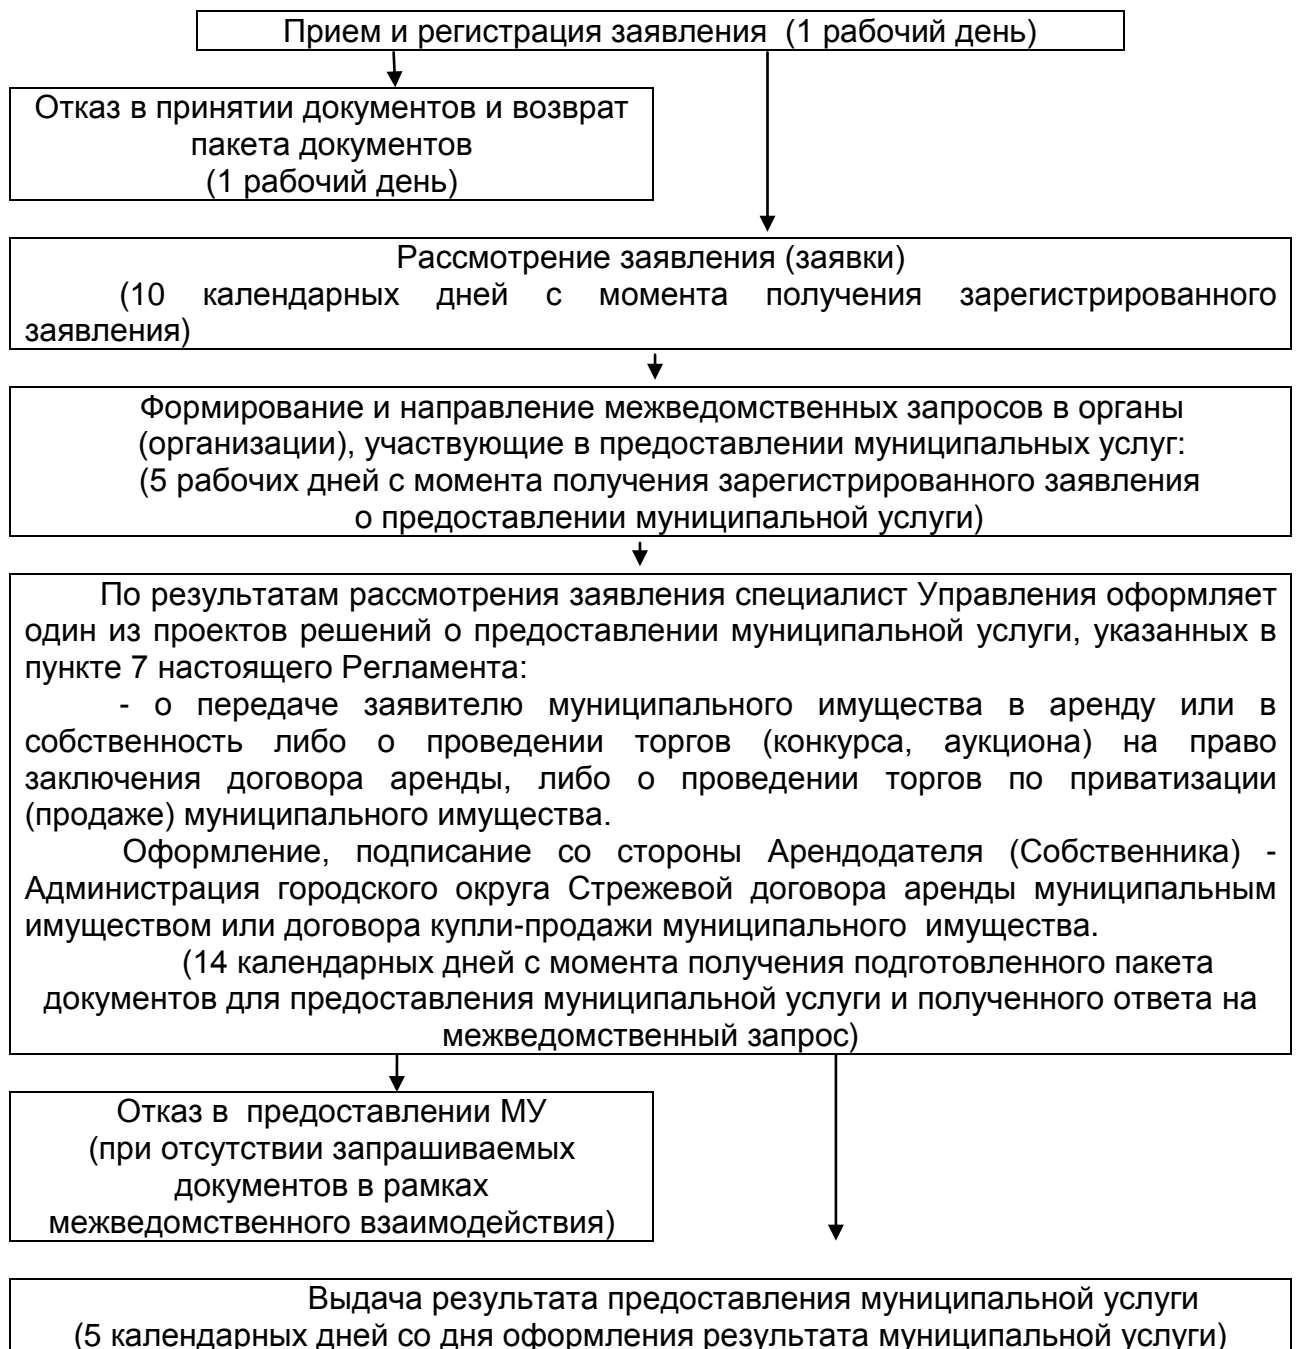 Прием и регистрация заявления (1 рабочий день)
Отказ в принятии документов и возврат
пакета документов
(1 рабочий день)
Рассмотрение заявления (заявки)
(10 календарных дней с момента получения зарегистрированного
заявления)
Формирование и направление межведомственных запросов в органы
(организации), участвующие в предоставлении муниципальных услуг:
(5 рабочих дней с момента получения зарегистрированного заявления
о предоставлении муниципальной услуги)
По результатам рассмотрения заявления специалист Управления оформляет
один из проектов решений о предоставлении муниципальной услуги, указанных в
пункте 7 настоящего Регламента:
- о передаче заявителю муниципального имущества в аренду или в
собственность либо о проведении торгов (конкурса, аукциона) на право
заключения договора аренды, либо о проведении торгов по приватизации
(продаже) муниципального имущества.
Оформление, подписание со стороны Арендодателя (Собственника) -
Администрация городского округа Стрежевой договора аренды муниципальным
имуществом или договора купли-продажи муниципального имущества.
(14 календарных дней с момента получения подготовленного пакета
документов для предоставления муниципальной услуги и полученного ответа на
межведомственный запрос)
Отказ в предоставлении МУ
(при отсутствии запрашиваемых
документов в рамках
межведомственного взаимодействия)
Выдача результата предоставления муниципальной услуги
(5 календарных дней со дня оформления результата муниципальной услуги)